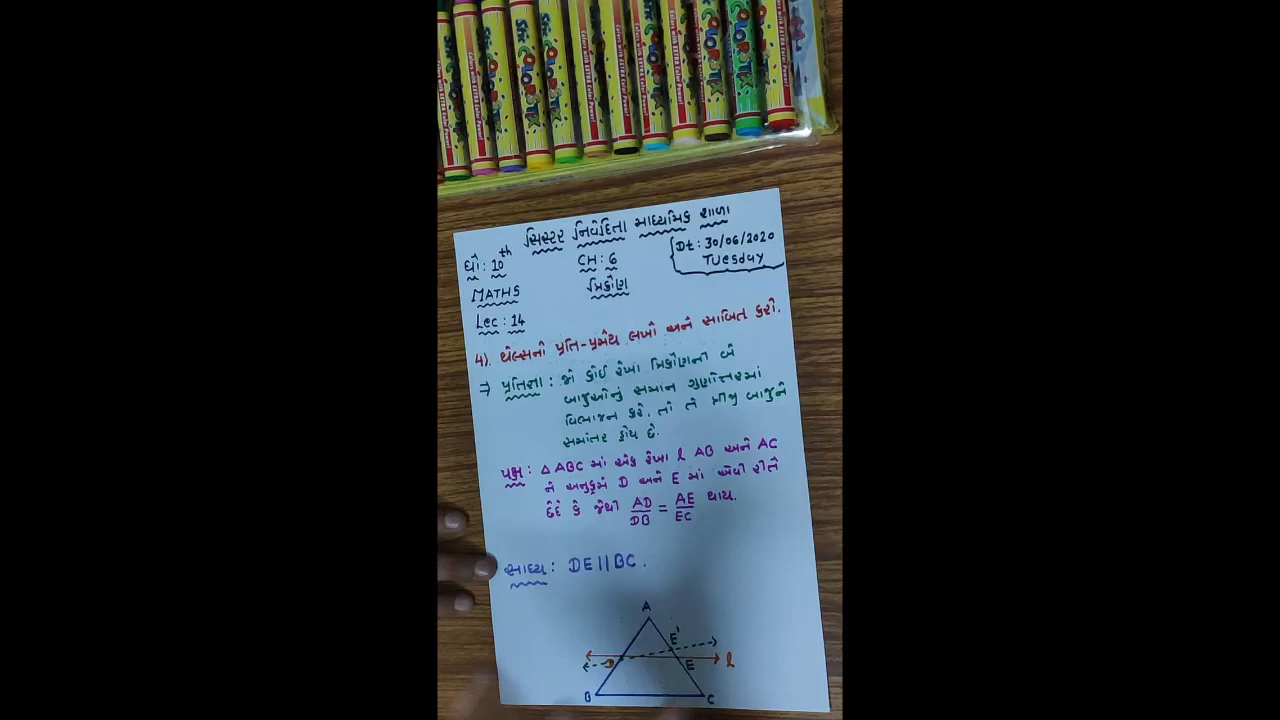 સિસ્ટર નિવેદિતા માધ્યમિક શાળા
ધો : 10th
CH : 6
Dt : 30/06/2020
Tuesday
MATHS
ત્રિકોણ
Lec : 14
4). થેલ્સનો પ્રતિ-પ્રમેય લખો અને સાબિત કરો.
⇒ પ્રતિજ્ઞા : જો કોઈ રેખા ત્રિકોણની બે
બાજુઓનું સમાન ગુણોત્તરમાં
વિભાજન કરે, તો તે ત્રીજી બાજુને
સમાંતર હોય છે.
પક્ષ : △ ABC માં એક રેખા l AB અને AC
ને અનુક્રમે D અને E માં એવી રીતે
છેદે કે જેથી AD/DB = AE/EC થાય.
સાધ્ય : DE || BC .
A
E'
D
E
l
B
C
COLORSTIX